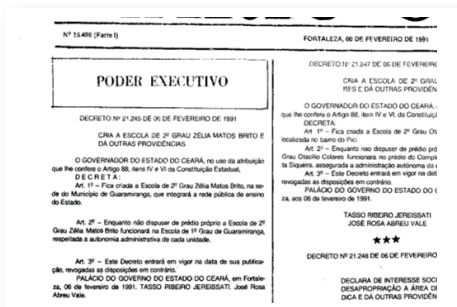 Nº 15.486 (Parte I)
FORTALEZA, 08 DE FEVEREIRO DE 1991
PODER EXECUTIVO
DECRETO Nº 21.245 DE 06 DE FEVEREIRO DE 1991
CRIA A ESCOLA DE 2º GRAU ZÉLIA MATOS BRITO E
DÁ OUTRAS PROVIDÊNCIAS
O GOVERNADOR DO ESTADO DO CEARÁ, no uso da atribuição
que lhe confere o Artigo 88, itens IV e VI da Constituição Estadual,
D E C R E T A :
Art. 1º - Fica criada a Escola de 2º Grau Zélia Matos Brito, na se-
de do Município de Guaramiranga, que integrará a rede pública de ensino
do Estado.
Art. 2º - Enquanto não dispuser de prédio próprio a Escola de 2º
Grau Zélia Matos Brito funcionará na Escola de 1º Grau de Guaramiranga,
respeitada a autonomia administrativa de cada unidade.
Art. 3º - Este Decreto entrará em vigor na data de sua publica-
ção, revogadas as disposições em contrário.
PALÁCIO DO GOVERNO DO ESTADO DO CEARÁ, em Fortale-
za, 06 de fevereiro de 1991. TASSO RIBEIRO JEREISSATI. José Rosa
Abreu Vale.
DECRETO Nº 21.247 DE 06 DE FEVEREIRO
CRIA A ESCOLA DE 2º GRAU
RES E DÁ OUTRAS PROVIDÊN
O GOVERNADOR DO ESTADO DO CEARÁ,
que lhe confere o Artigo 88, itens IV e VI, da Constituiç
DECRETA:
Art. 1º - Fica criada a Escola de 2º Grau Ot
localizada no bairro do Pici
Art. 2º - Enquanto não dispuser de prédio pró
Grau Otacílio Colares funcionará no prédio do Comple
ta Siqueira, assegurada a administração autônoma do
Art. 3º - Este Decreto entrará em vigor na dat
revogadas as disposições em contrário.
PALÁCIO DO GOVERNO DO ESTADO DO
za, aos 06 de fevereiro de 1991.
TASSO RIBEIRO JEREISSATI
JOSÉ ROSA ABREU VALE
★★★
DECRETO Nº 21.248 DE 06 DE FEVEREIRO
DECLARA DE INTERESSE SOCI
DESAPROPRIAÇÃO A ÁREA D
DICA E DÁ OUTRAS PROVIDÊN